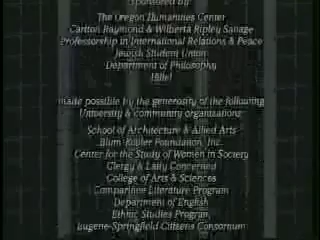 Sponsored by
The Oregon Humanities Center
Carlton Raymond & Wilberta Ripley Savage
Professorship in International Relations & Peace
Jewish Student Union
Department of Philosophy
Hillel
made possible by the generosity of the following
University & community organizations
School of Architecture & Allied Arts
Foundation, Inc.
Center for the Study of Women in Society
Clergy & Laity Concerned
College of Arts & Sciences
Comparative Literature Program
Department of English
Ethnic Studies Program
Eugene-Springfield Citizens Consortium